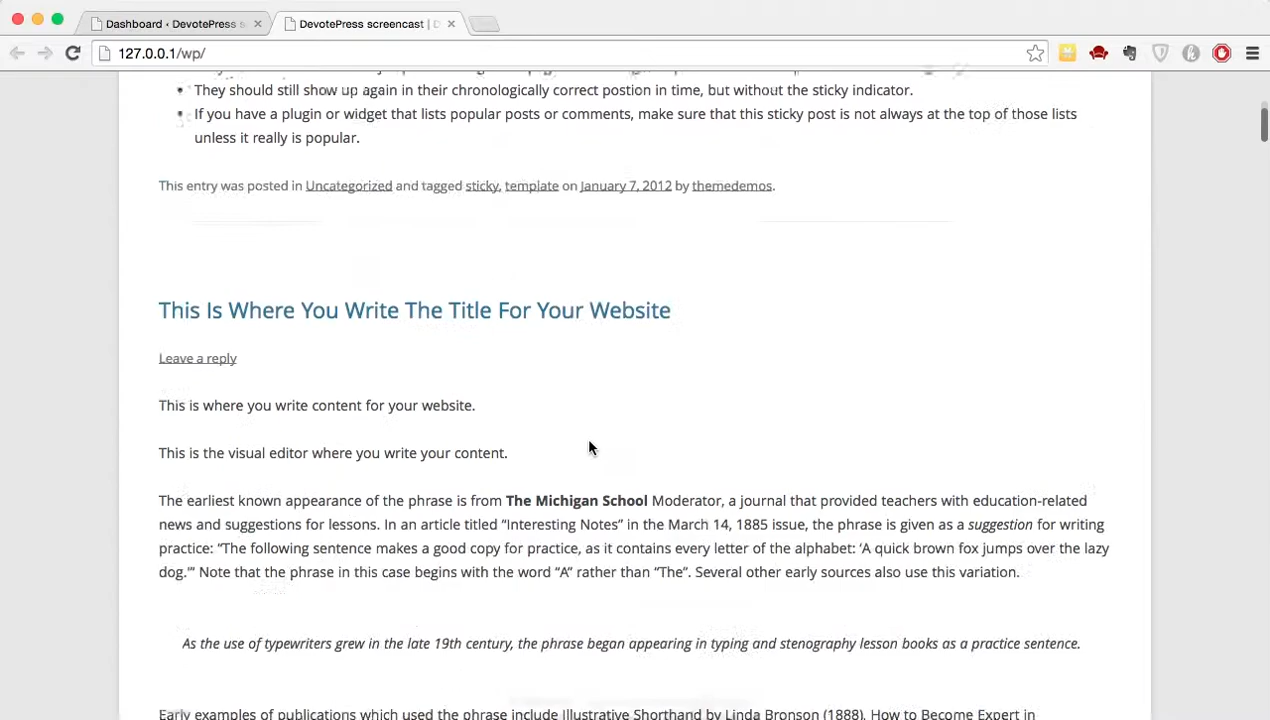 Dashboard ‹ DevotePress s
DevotePress screencast | D
127.0.0.1/wp/
They should still show up again in their chronologically correct postion in time, but without the sticky indicator.
If you have a plugin or widget that lists popular posts or comments, make sure that this sticky post is not always at the top of those lists
unless it really is popular.
This entry was posted in Uncategorized and tagged sticky, template on January 7, 2012 by themedemos.
This Is Where You Write The Title For Your Website
Leave a reply
This is where you write content for your website.
This is the visual editor where you write your content.
The earliest known appearance of the phrase is from The Michigan School Moderator, a journal that provided teachers with education-related
news and suggestions for lessons. In an article titled “Interesting Notes” in the March 14, 1885 issue, the phrase is given as a suggestion for writing
practice: “The following sentence makes a good copy for practice, as it contains every letter of the alphabet: ‘A quick brown fox jumps over the lazy
dog.’” Note that the phrase in this case begins with the word “A” rather than “The”. Several other early sources also use this variation.
As the use of typewriters grew in the late 19th century, the phrase began appearing in typing and stenography lesson books as a practice sentence.
Early examples of publications which used the phrase include Illustrative Shorthand by Linda Bronson (1888), How to Become Expert in